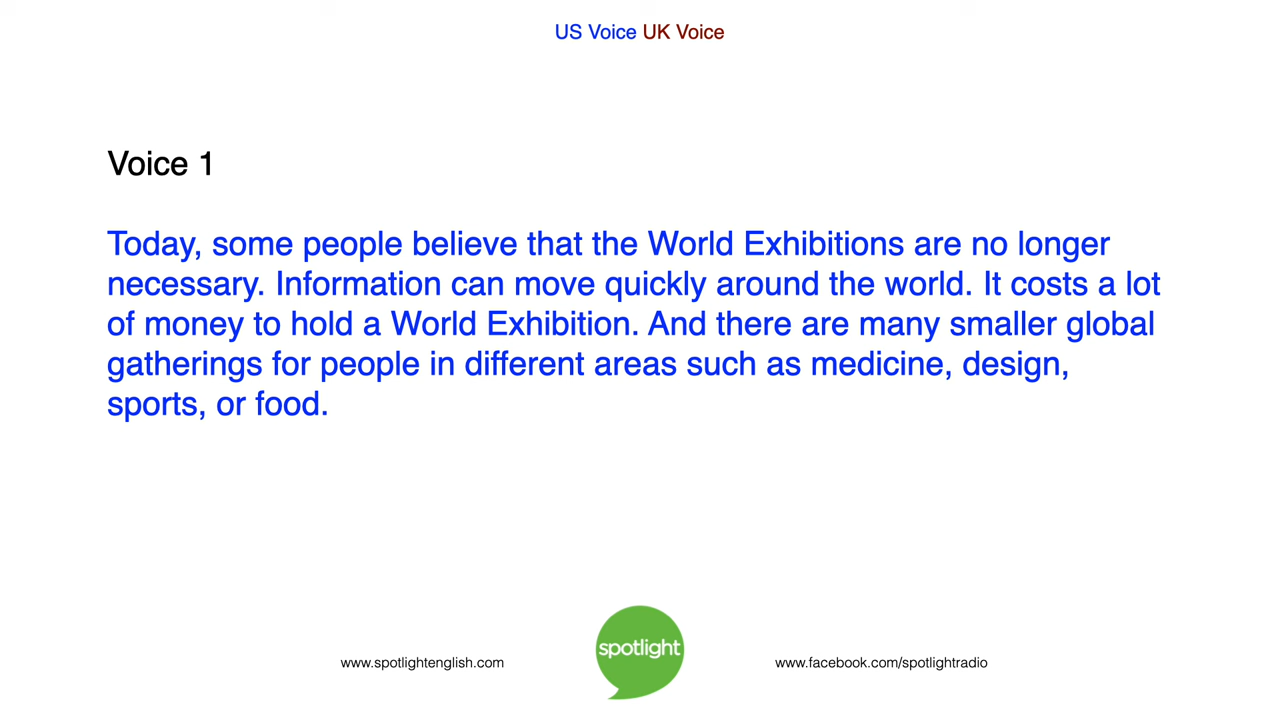 US Voice UK Voice
Voice 1
Today, some people believe that the World Exhibitions are no longer
necessary. Information can move quickly around the world. It costs a lot
of money to hold a World Exhibition. And there are many smaller global
gatherings for people in different areas such as medicine, design,
sports, or food.
spotlight
www.spotlightenglish.com
www.facebook.com/spotlightradio